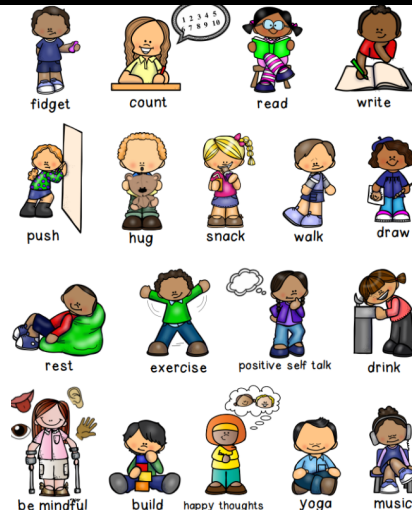 1 2 3 4 5
6 7 8 9 10
fidget
count
read
write
push
hug
snack
walk
draw
rest
exercise
positive self talk
drink
be mindful
build
happy thoughts
yoga
music